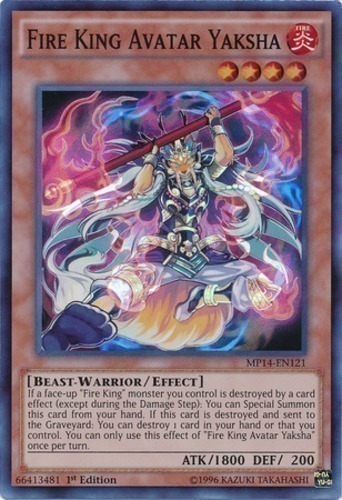 FIRE KING AVATAR YAKSHA
FIRE
炎
MP14-EN121
[BEAST-WARRIOR/EFFECT]
If a face-up "Fire King" monster you control is destroyed by a card
effect (except during the Damage Step): You can Special Summon
this card from your hand. If this card is destroyed and sent to
the Graveyard: You can destroy 1 card in your hand or that you
control. You can only use this effect of "Fire King Avatar Yaksha"
once per turn.
ATK/1800 DEF/ 200
66413481 1st Edition ©1996 KAZUKI TAKAHASHI